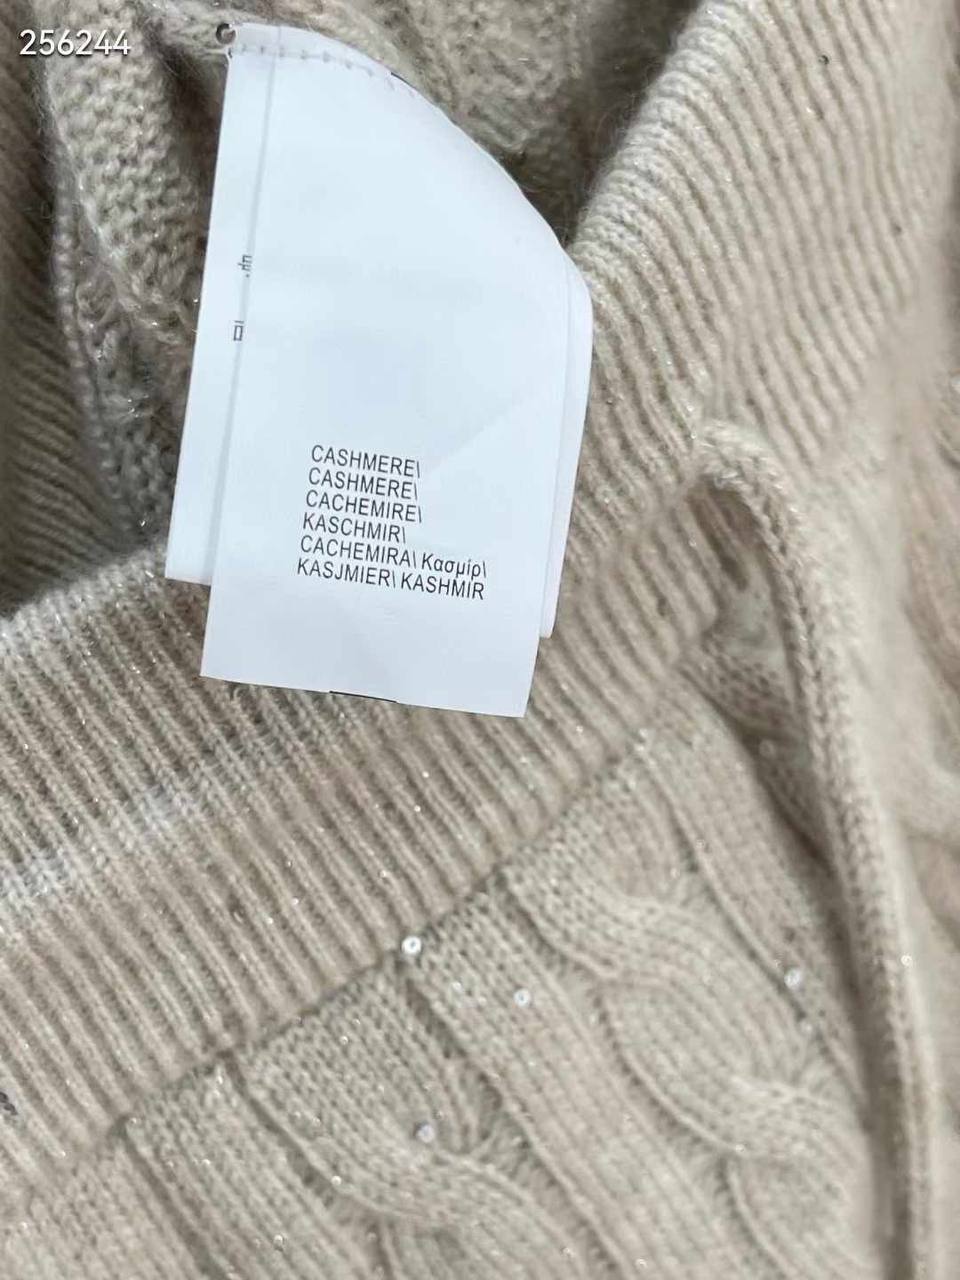 256244
CASHMERE\
CASHMERE\
CACHEMIRE\
KASCHMIR\
CACHEMIRA\ Κασμίρ\
KASJMIER\ KASHMIR